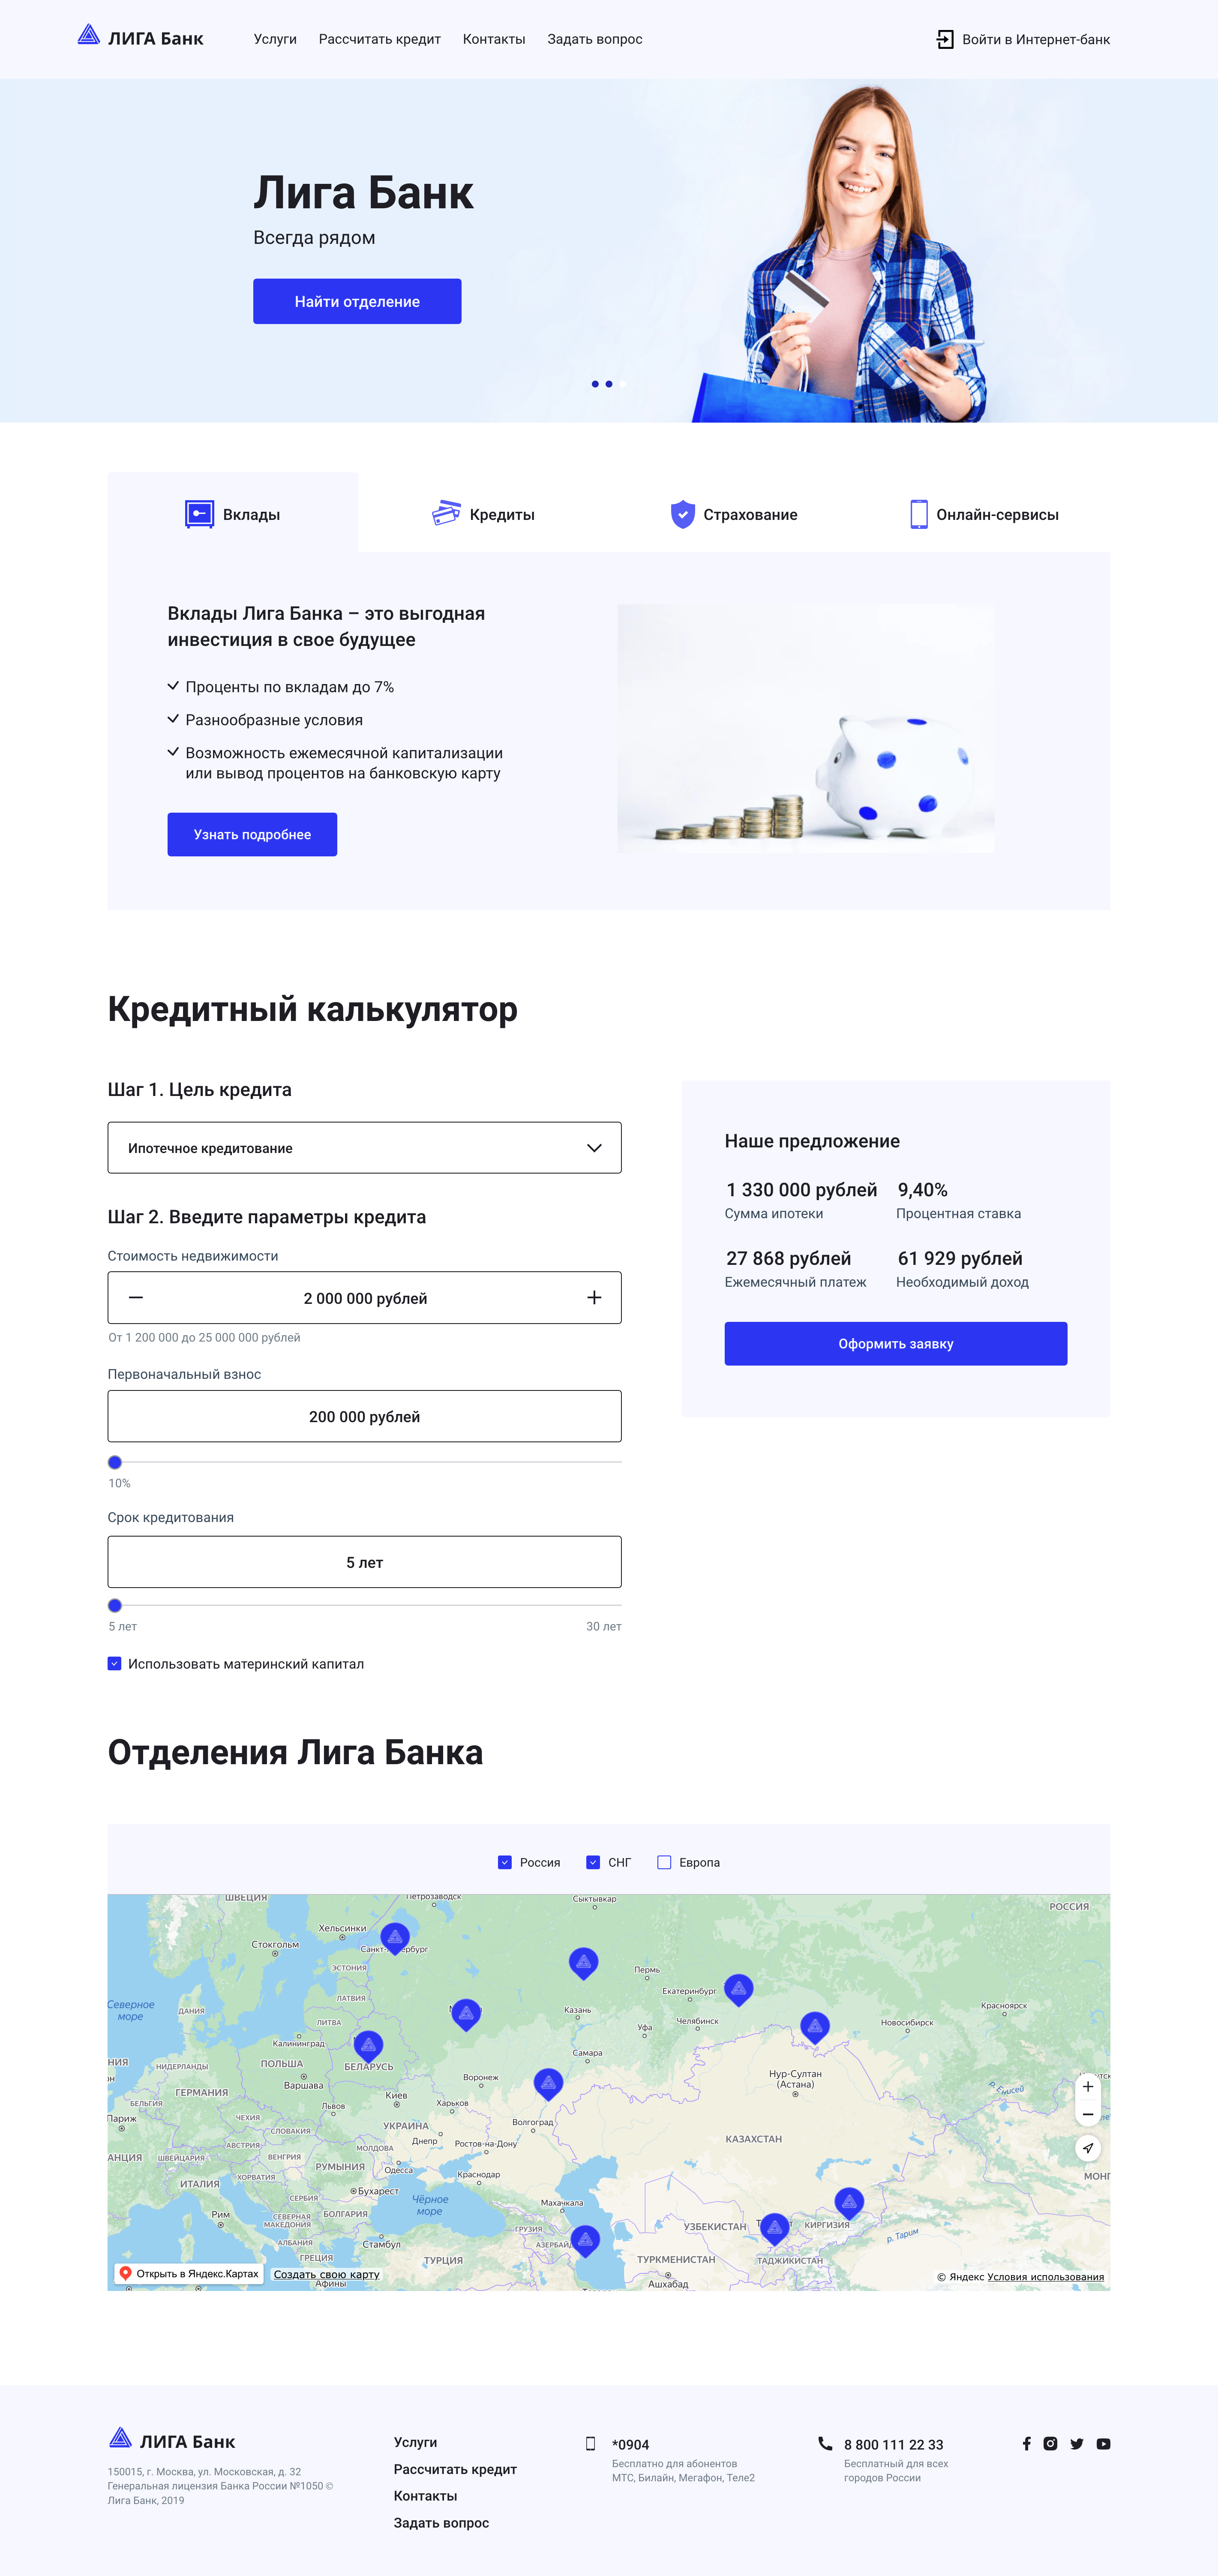 ЛИГА Банк
Услуги
Рассчитать кредит
Контакты
Задать вопрос
Войти в Интернет-банк
Лига Банк
Всегда рядом
Найти отделение
Вклады
Кредиты
Страхование
Онлайн-сервисы
Вклады Лига Банка – это выгодная
инвестиция в свое будущее
Проценты по вкладам до 7%
Разнообразные условия
Возможность ежемесячной капитализации
или вывод процентов на банковскую карту
Узнать подробнее
Кредитный калькулятор
Шаг 1. Цель кредита
Ипотечное кредитование
Шаг 2. Введите параметры кредита
Стоимость недвижимости
2 000 000 рублей
От 1 200 000 до 25 000 000 рублей
Первоначальный взнос
200 000 рублей
10%
Срок кредитования
5 лет
5 лет
30 лет
Использовать материнский капитал
Наше предложение
1 330 000 рублей
9,40%
Сумма ипотеки
Процентная ставка
27 868 рублей
61 929 рублей
Ежемесячный платеж
Необходимый доход
Оформить заявку
Отделения Лига Банка
Россия
СНГ
Европа
ШВЕЦИЯ
Петрозаводск
Сыктывкар
РОССИЯ
Хельсинки
Стокгольм
ЭСТОНИЯ
Пермь
Екатеринбург
ЛАТВИЯ
Северное
море
ДАНИЯ
Казань
Красноярск
ЛИТВА
Уфа
Челябинск
Новосибирск
Калининград
Самара
НИДЕРЛАНДЫ
ПОЛЬША
БЕЛАРУСЬ
Варшава
Воронеж
Нур-Султан
(Астана)
ГЕРМАНИЯ
Киев
р. Енисей
БЕЛЬГИЯ
Львов
Харьков
Париж
ЧЕХИЯ
СЛОВАКИЯ
УКРАИНА
Волгоград
Днепр
КАЗАХСТАН
АВСТРИЯ
МОЛДОВА
Ростов-на-Дону
ШВЕЙЦАРИЯ
ВЕНГРИЯ
РУМЫНИЯ
Одесса
ИТАЛИЯ
ХОРВАТИЯ
Краснодар
Бухарест
СЕРБИЯ
Чёрное
море
Махачкала
Рим
СЕВЕРНАЯ
МАКЕДОНИЯ
БОЛГАРИЯ
ГРУЗИЯ
УЗБЕКИСТАН
КИРГИЗИЯ
р. Тарим
АЛБАНИЯ
Стамбул
ГРЕЦИЯ
ТУРЦИЯ
ТУРКМЕНИСТАН
ТАДЖИКИСТАН
Ашхабад
Афины
Открыть в Яндекс.Картах
Создать свою карту
© Яндекс Условия использования
ЛИГА Банк
150015, г. Москва, ул. Московская, д. 32
Генеральная лицензия Банка России №1050 ©
Лига Банк, 2019
Услуги
Рассчитать кредит
Контакты
Задать вопрос
*0904
Бесплатно для абонентов
МТС, Билайн, Мегафон, Теле2
8 800 111 22 33
Бесплатный для всех
городов России